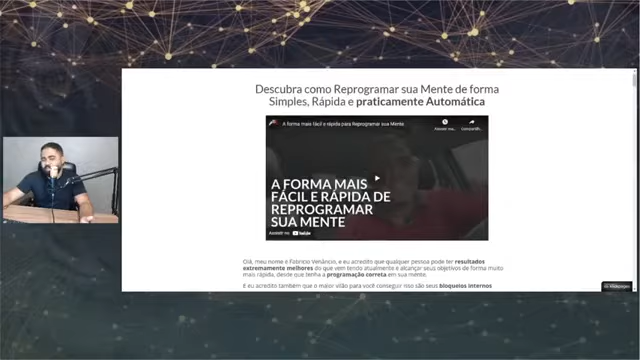 Descubra como Reprogramar sua Mente de forma
Simples, Rápida e praticamente Automática
A forma mais fácil e rápida para Reprogramar sua Mente
A FORMA MAIS
FÁCIL E RÁPIDA DE
REPROGRAMAR
SUA MENTE
Assistir no YouTube
Olá, meu nome é Fabricio Venâncio, e eu acredito que qualquer pessoa pode ter resultados
extremamente melhores do que vem tendo atualmente e alcançar seus objetivos de forma muito
mais rápida, desde que tenha a programação correta em sua mente.
E eu acredito também que o maior vilão para você conseguir isso são seus bloqueios internos